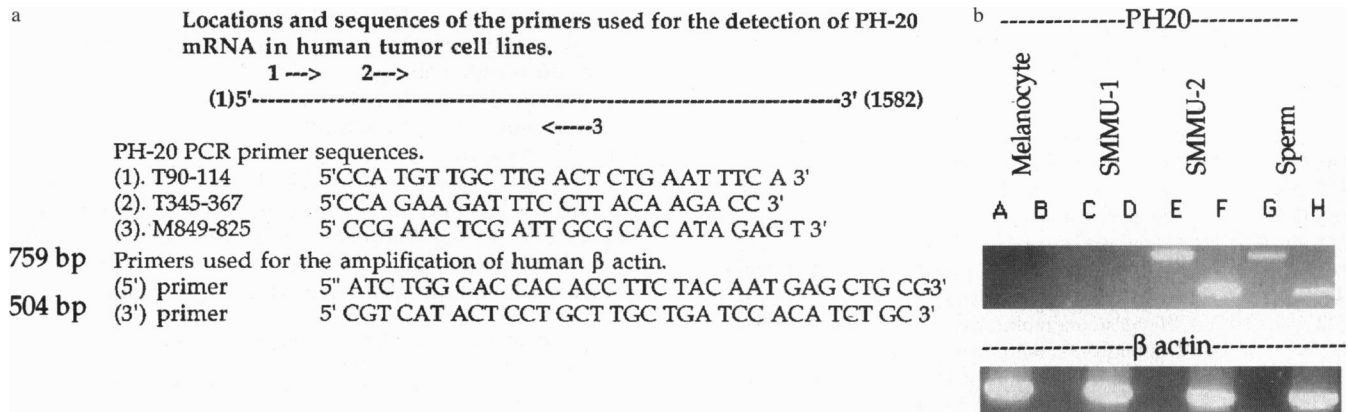 a
Locations and sequences of the primers used for the detection of PH-20
mRNA in human tumor cell lines.
1 ---> 2--->
(1)5'--------------------------------------------------3' (1582)
<-----3
PH-20 PCR primer sequences.
(1). T90-114 5'CCA TGT TGC TTG ACT CTG AAT TTC A 3'
(2). T345-367 5'CCA GAA GAT TTC CTT ACA AGA CC 3'
(3). M849-825 5' CCG AAC TCG ATT GCG CAC ATA GAG T 3'
759 bp Primers used for the amplification of human β actin.
(5') primer 5" ATC TGG CAC CAC ACC TTC TAC AAT GAG CTG CG3'
504 bp (3') primer 5' CGT CAT ACT CCT GCT TGC TGA TCC ACA TCT GC 3'
b
--------------PH20------------
Melanocyte
SMMU-1
SMMU-2
Sperm
A B C D E F G H
-----------------β actin---------------